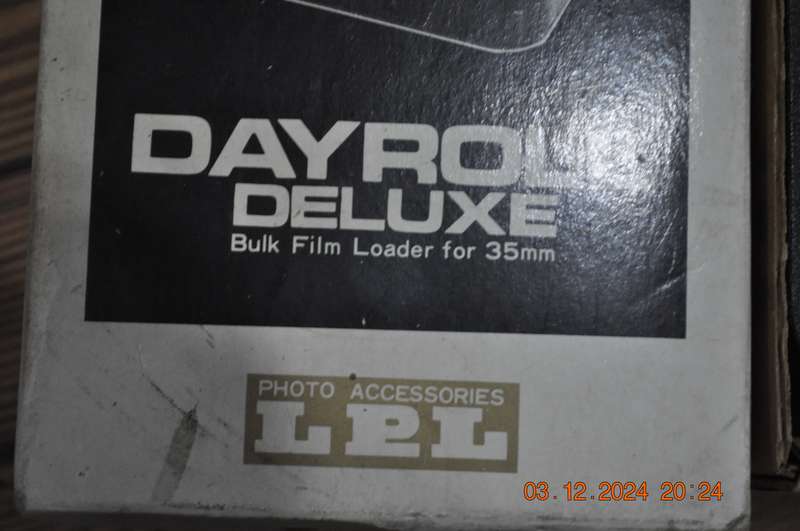 DAYROLL
DELUXE
Bulk Film Loader for 35mm
PHOTO ACCESSORIES
LPL
03.12.2024 20:24